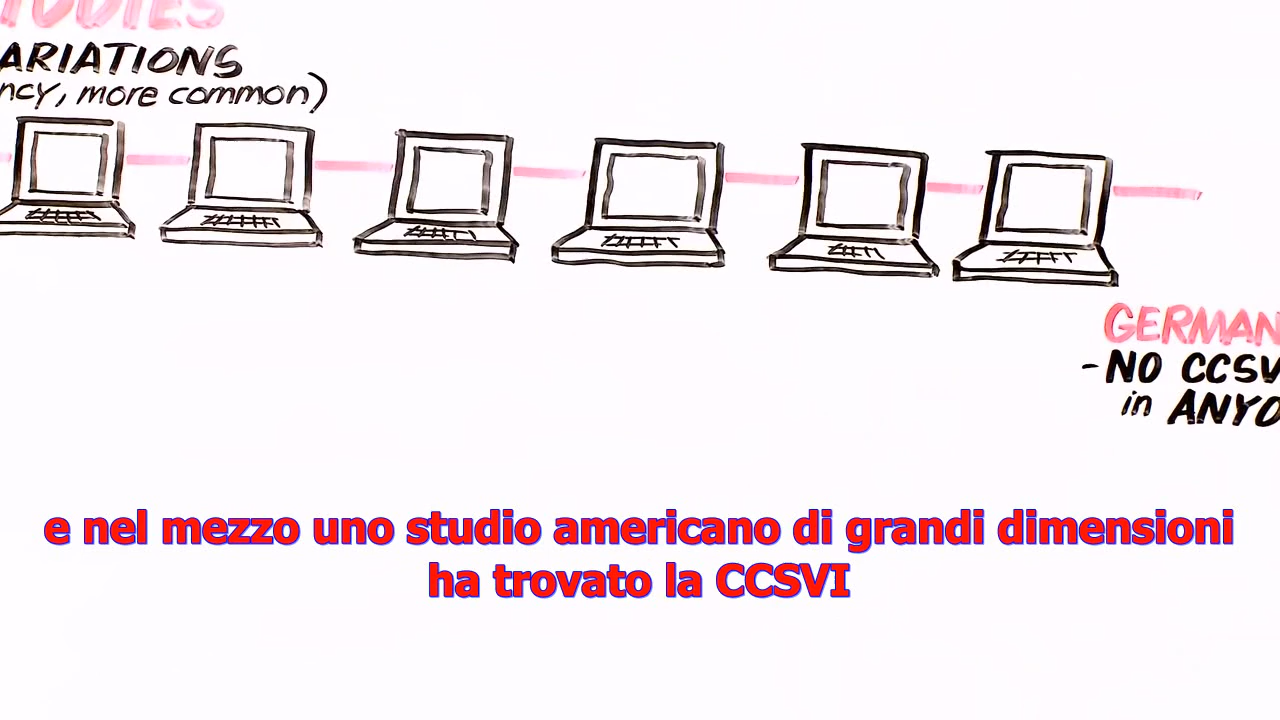 TUDIES
ARIATIONS
ncy, more common)
GERMAN
- NO CCSV
in ANYO
e nel mezzo uno studio americano di grandi dimensioni
ha trovato la CCSVI